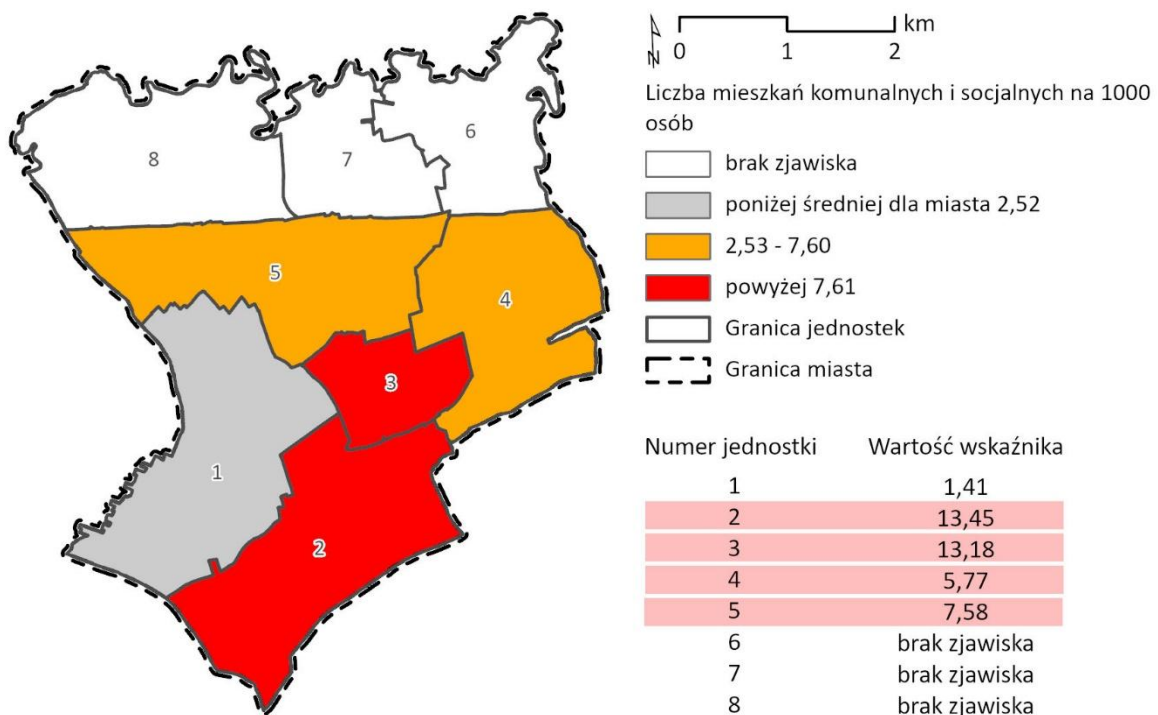 km
0 1 2
Liczba mieszkań komunalnych i socjalnych na 1000
osób
brak zjawiska
poniżej średniej dla miasta 2,52
2,53 - 7,60
powyżej 7,61
Granica jednostek
Granica miasta
8
7
6
5
4
3
1
2
Numer jednostki Wartość wskaźnika
1 1,41
2 13,45
3 13,18
4 5,77
5 7,58
6 brak zjawiska
7 brak zjawiska
8 brak zjawiska